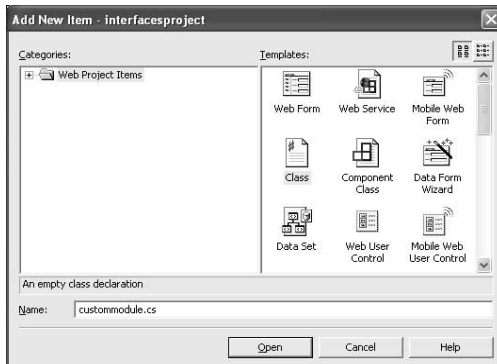 Add New Item - interfacesproject
Categories:
Templates:
Web Project Items
Web Form
Web Service
Mobile Web
Form
Class
Component
Class
Data Form
Wizard
Data Set
Web User
Control
Mobile Web
User Control
An empty class declaration
Name:
custommodule.cs
Open
Cancel
Help